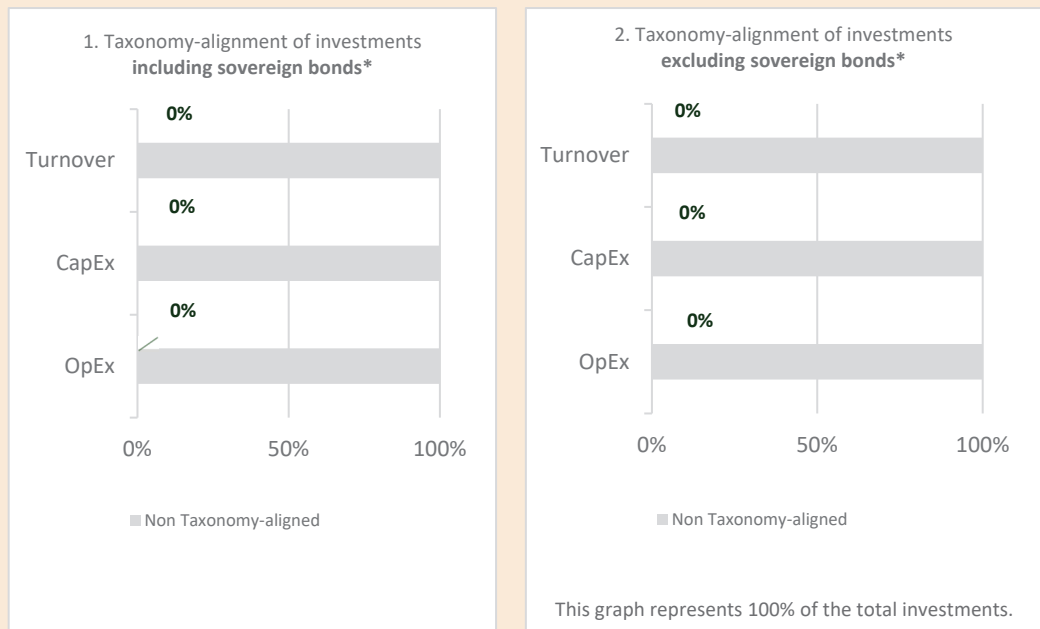 1. Taxonomy-alignment of investments
including sovereign bonds*
0%
Turnover
0%
CapEx
0%
OpEx
0% 50% 100%
Non Taxonomy-aligned
2. Taxonomy-alignment of investments
excluding sovereign bonds*
0%
Turnover
0%
CapEx
0%
OpEx
0% 50% 100%
Non Taxonomy-aligned
This graph represents 100% of the total investments.